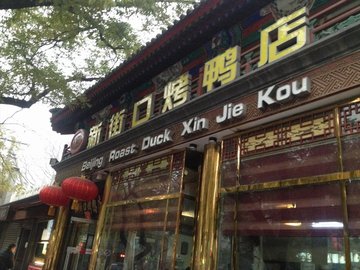 新街口烤鸭店
Beijing Roast Duck Xin Jie Kou